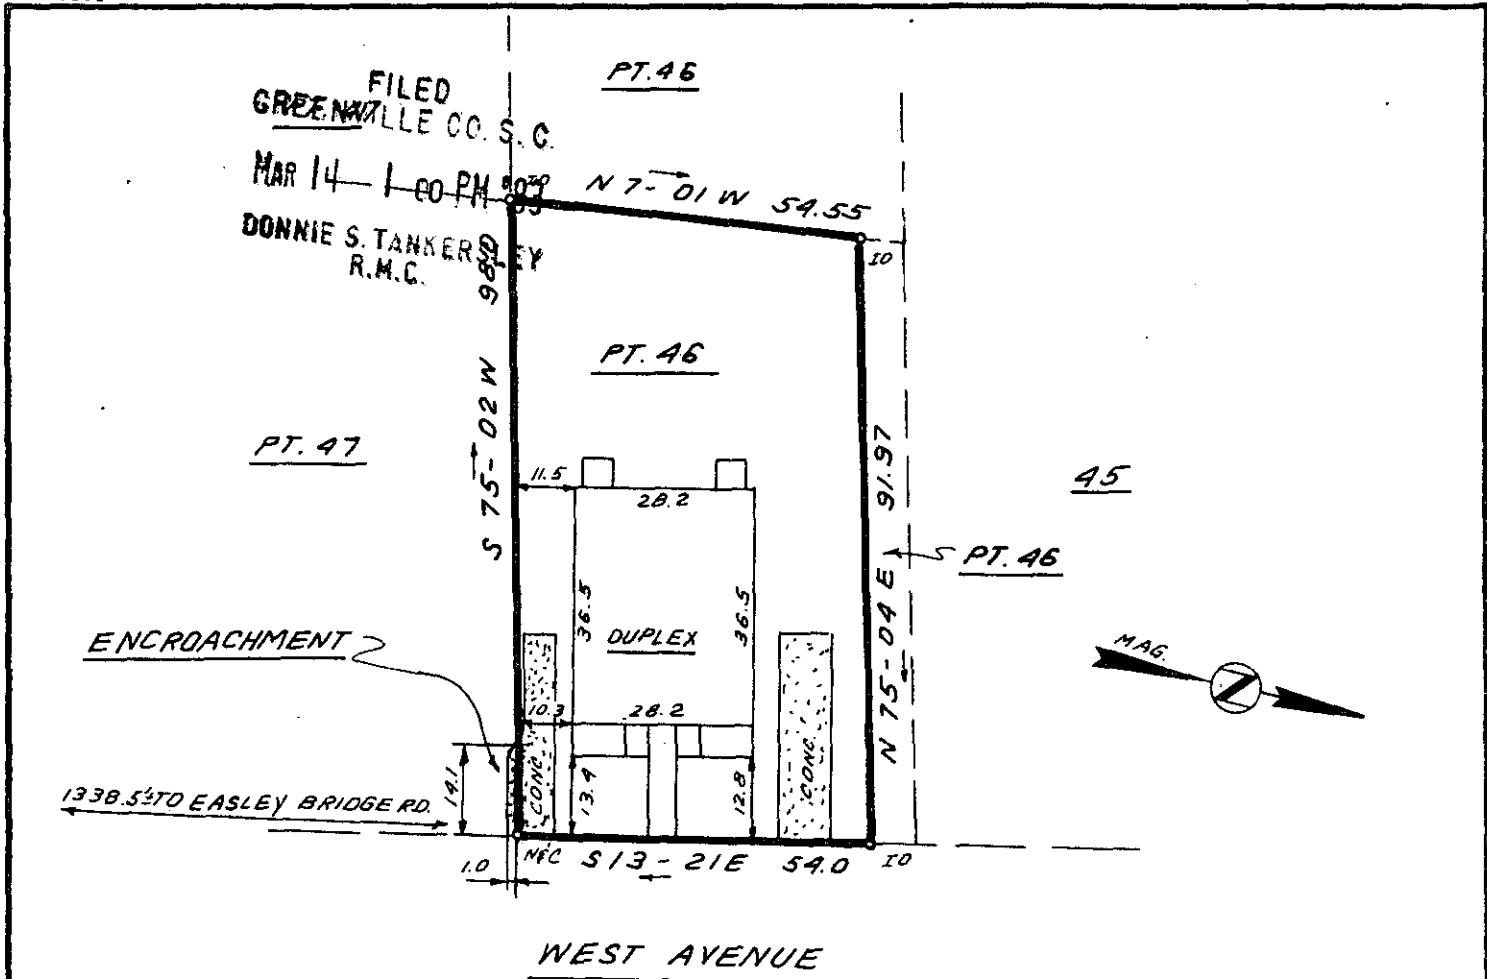 PT. 46
FILED
GREENVILLE CO. S. C.
MAR 14 1 00 PM '83
DONNIE S. TANKERSLEY
R.M.C.
N 7- 01 W 54.55
IO
S 75- 02 W 98.0
PT. 46
PT. 47
11.5
28.2
N 75- 04 E 91.97
45
PT. 46
36.5
36.5
DUPLEX
ENCROACHMENT
MAG.
10.3
28.2
CONC.
CONC.
14.1
13.4
12.8
1338.5'± TO EASLEY BRIDGE RD.
1.0
N&C
S 13- 21 E 54.0
IO
WEST AVENUE